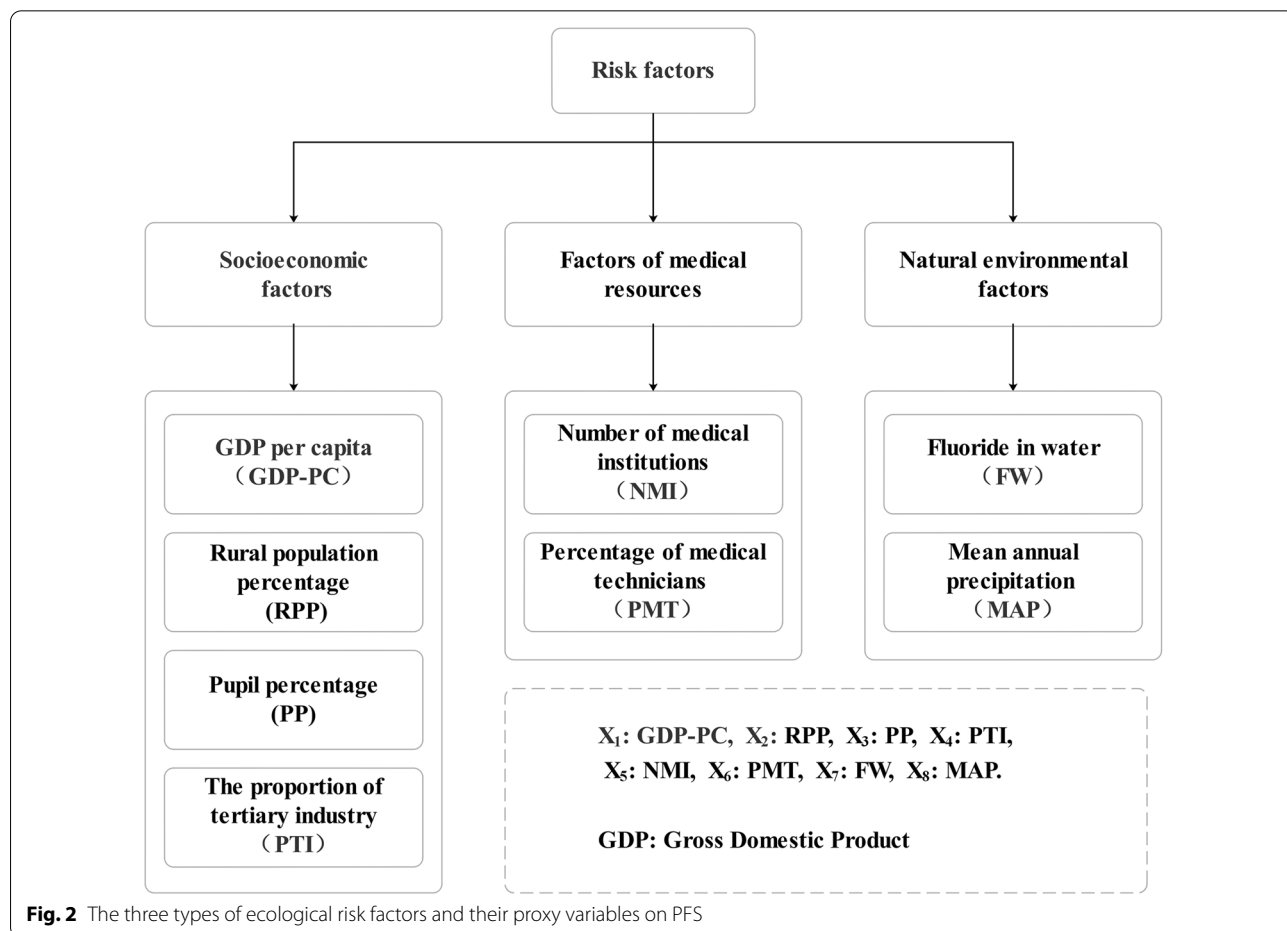 Risk factors
Socioeconomic
factors
Factors of medical
resources
Natural environmental
factors
GDP per capita
（GDP-PC）
Rural population
percentage
(RPP)
Pupil percentage
(PP)
The proportion of
tertiary industry
（PTI）
Number of medical
institutions
（NMI）
Percentage of medical
technicians
（PMT）
Fluoride in water
（FW）
Mean annual
precipitation
（MAP）
X₁: GDP-PC, X₂: RPP, X₃: PP, X₄: PTI,
X₅: NMI, X₆: PMT, X₇: FW, X₈: MAP.
GDP: Gross Domestic Product
Fig. 2 The three types of ecological risk factors and their proxy variables on PFS